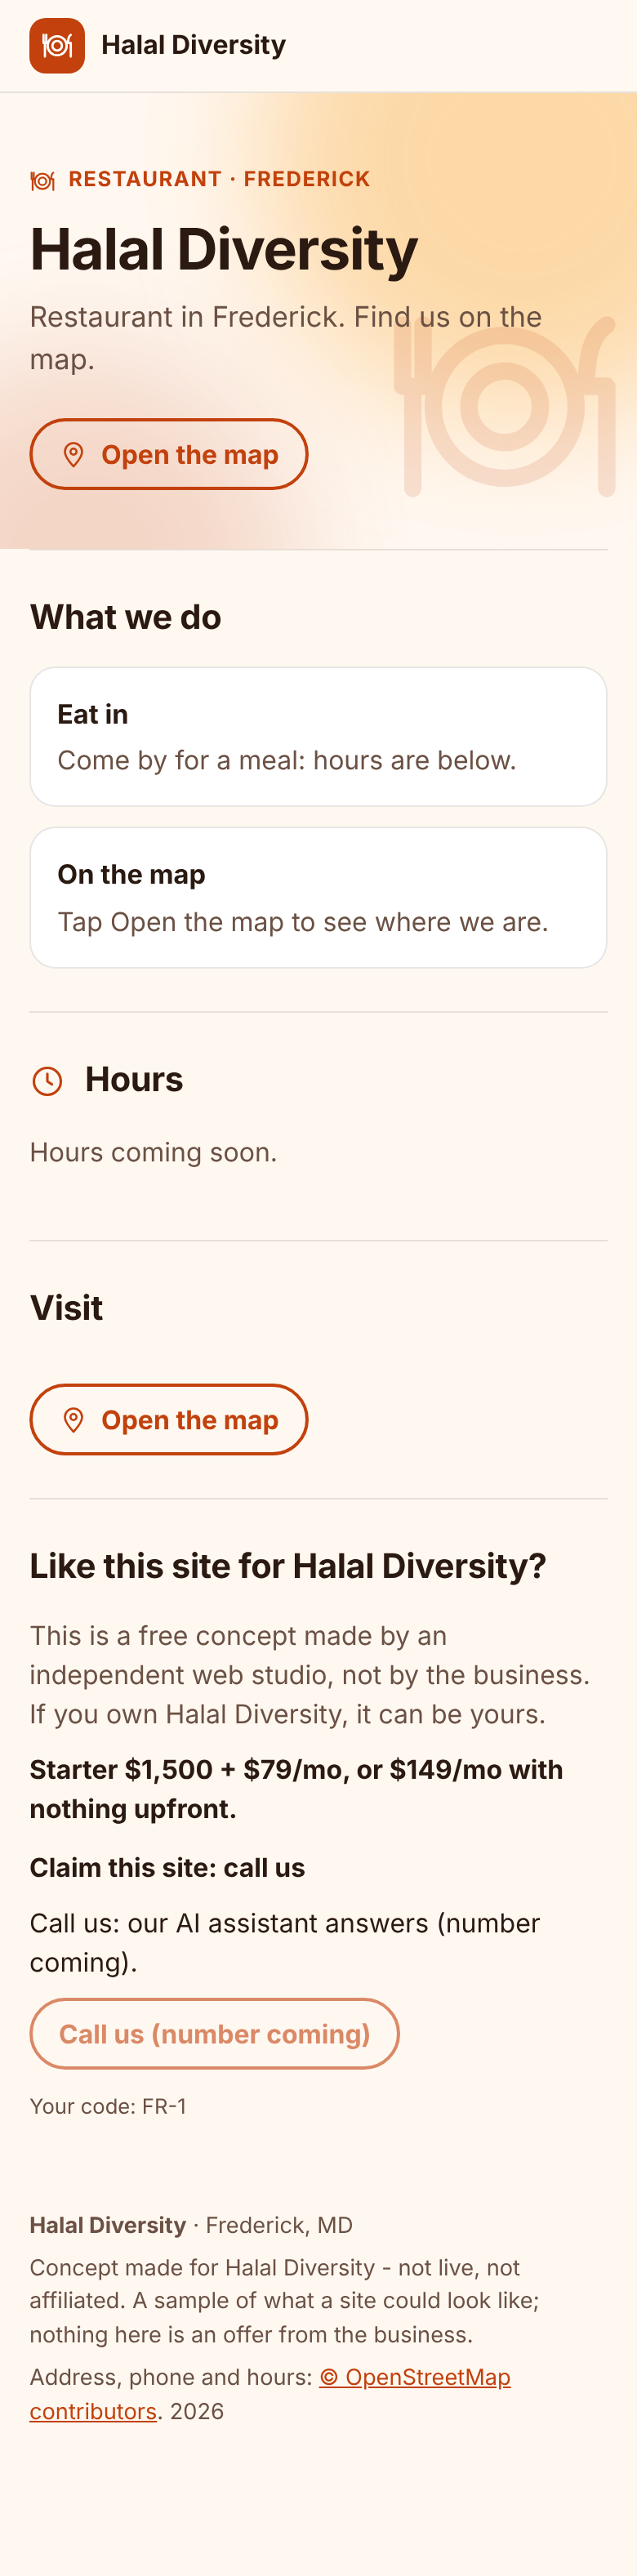 Halal Diversity
RESTAURANT · FREDERICK
Halal Diversity
Restaurant in Frederick. Find us on the
map.
Open the map
What we do
Eat in
Come by for a meal: hours are below.
On the map
Tap Open the map to see where we are.
Hours
Hours coming soon.
Visit
Open the map
Like this site for Halal Diversity?
This is a free concept made by an
independent web studio, not by the business.
If you own Halal Diversity, it can be yours.
Starter $1,500 + $79/mo, or $149/mo with
nothing upfront.
Claim this site: call us
Call us: our AI assistant answers (number
coming).
Call us (number coming)
Your code: FR-1
Halal Diversity · Frederick, MD
Concept made for Halal Diversity - not live, not
affiliated. A sample of what a site could look like;
nothing here is an offer from the business.
Address, phone and hours: © OpenStreetMap
contributors. 2026